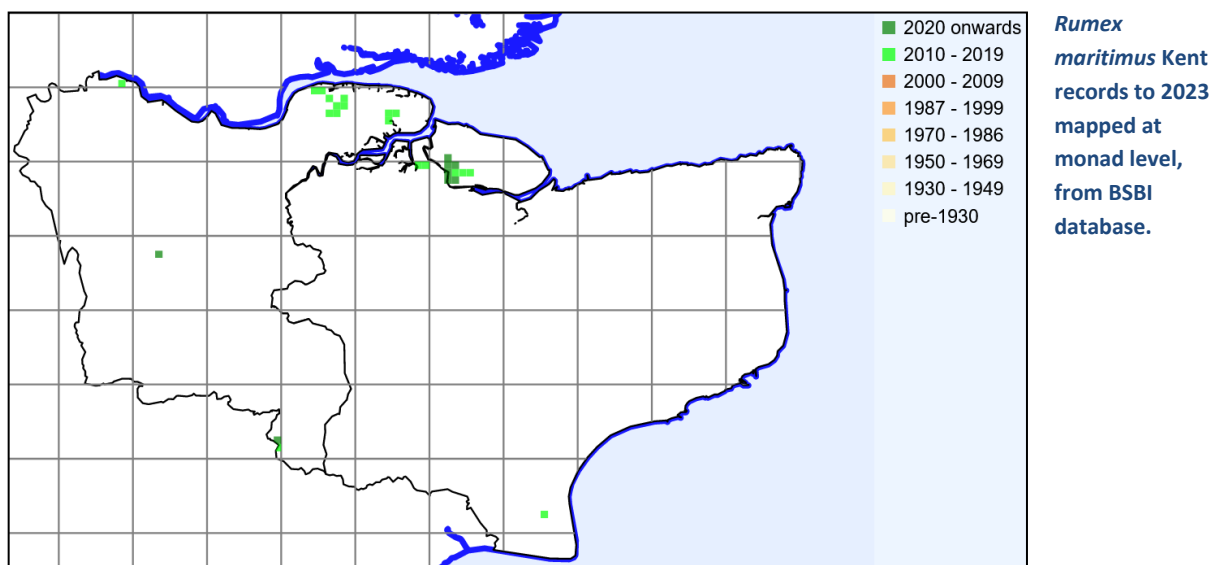 2020 onwards
2010 - 2019
2000 - 2009
1987 - 1999
1970 - 1986
1950 - 1969
1930 - 1949
pre-1930
Rumex
maritimus Kent
records to 2023
mapped at
monad level,
from BSBI
database.